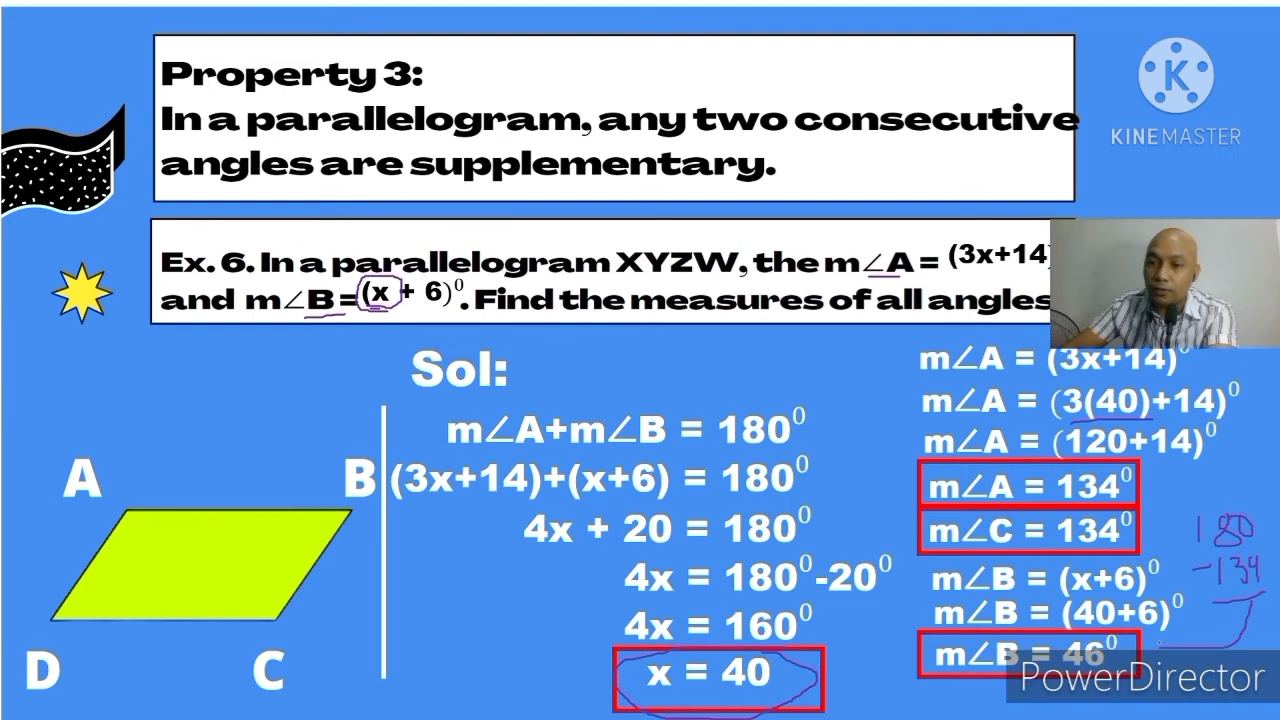 Property 3:
In a parallelogram, any two consecutive
angles are supplementary.
KINEMASTER
Ex. 6. In a parallelogram XYZW, the m∠A = (3x+14)
and m∠B = (x + 6)⁰. Find the measures of all angles
Sol:
m∠A+m∠B = 180⁰
(3x+14)+(x+6) = 180⁰
4x + 20 = 180⁰
4x = 180⁰-20⁰
4x = 160⁰
x = 40
A
B
D
C
m∠A = (3x+14)⁰
m∠A = (3(40)+14)⁰
m∠A = (120+14)⁰
m∠A = 134⁰
m∠C = 134⁰
m∠B = (x+6)⁰
m∠B = (40+6)⁰
m∠B = 46⁰
180
-134
PowerDirector